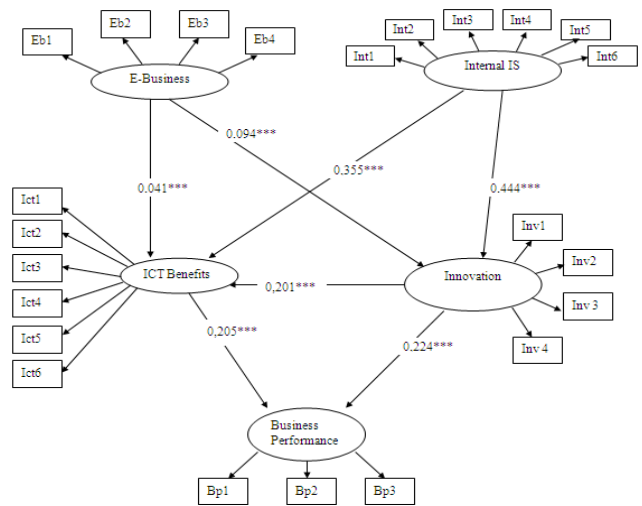 Eb1
Eb2
Eb3
Eb4
E-Business
Int1
Int2
Int3
Int4
Int5
Int6
Internal IS
0.094***
0.041***
0.355***
0,444***
Ict1
Ict2
Ict3
Ict4
Ict5
Ict6
ICT Benefits
0,201***
Innovation
Inv1
Inv2
Inv 3
Inv 4
0,205***
0.224***
Business
Performance
Bp1
Bp2
Bp3